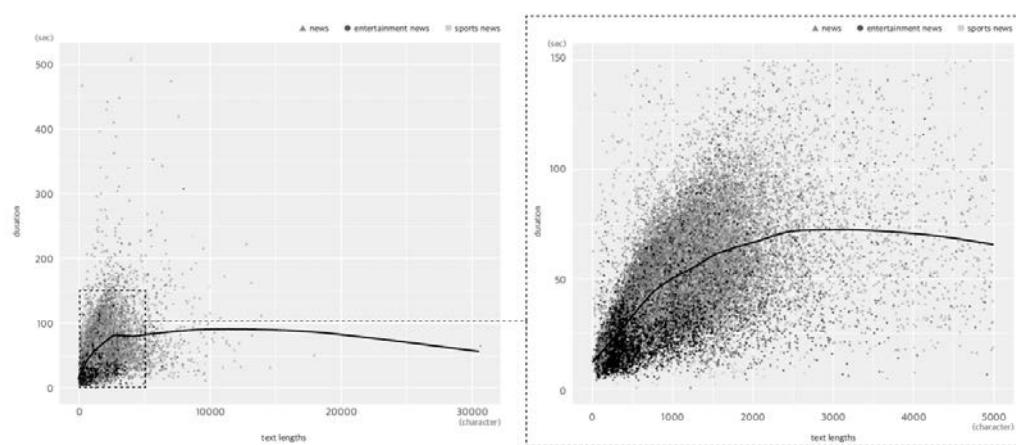 ▲ news ● entertainment news ■ sports news
(sec)
500
400
300
200
100
0
duration
0 10000 20000 30000
(character)
text lengths
▲ news ● entertainment news ■ sports news
(sec)
150
100
50
0
duration
0 1000 2000 3000 4000 5000
(character)
text lengths